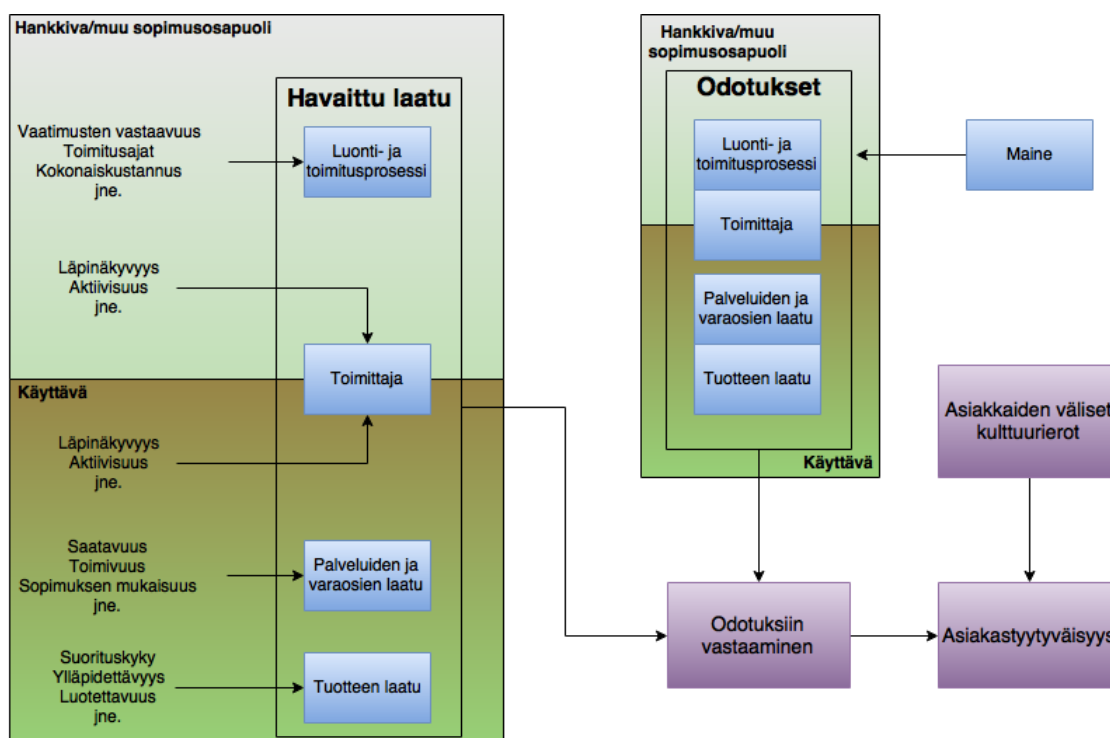 Hankkiva/muu sopimusosapuoli
Havaittu laatu
Vaatimusten vastaavuus
Toimitusajat
Kokonaiskustannus
jne.
Luonti- ja
toimitusprosessi
Läpinäkyvyys
Aktiivisuus
jne.
Toimittaja
Käyttävä
Läpinäkyvyys
Aktiivisuus
jne.
Saatavuus
Toimivuus
Sopimuksen mukaisuus
jne.
Palveluiden ja
varaosien laatu
Suorituskyky
Ylläpidettävyys
Luotettavuus
jne.
Tuotteen laatu
Hankkiva/muu
sopimusosapuoli
Odotukset
Luonti- ja
toimitusprosessi
Toimittaja
Palveluiden ja
varaosien laatu
Tuotteen laatu
Käyttävä
Maine
Asiakkaiden väliset
kulttuurierot
Odotuksiin
vastaaminen
Asiakastyytyväisyys